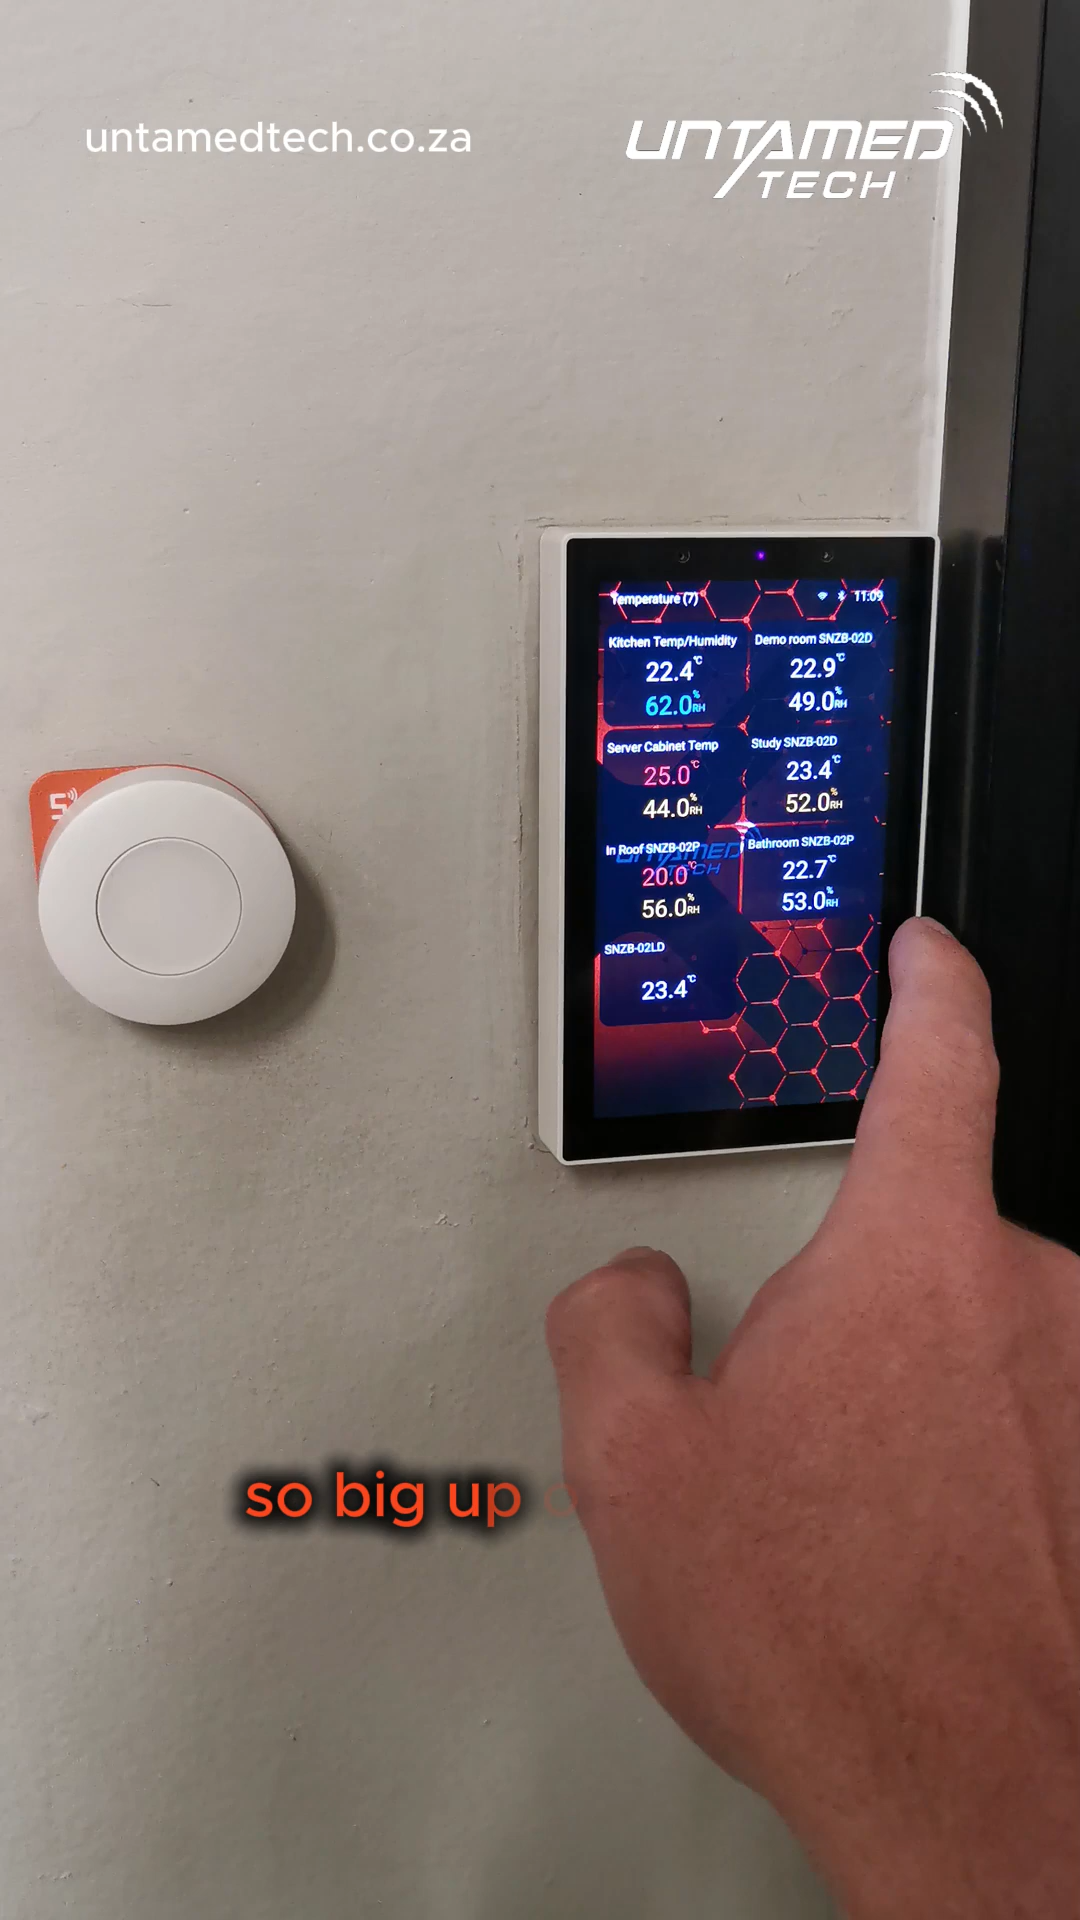 untamedtech.co.za
UNTAMED
TECH
Temperature (7)
11:09
Kitchen Temp/Humidity
22.4°C
62.0%RH
Demo room SNZB-02D
22.9°C
49.0%RH
Server Cabinet Temp
25.0°C
44.0%RH
Study SNZB-02D
23.4°C
52.0%RH
In Roof SNZB-02P
20.0°C
56.0%RH
Bathroom SNZB-02P
22.7°C
53.0%RH
UNTAMED
TECH
SNZB-02LD
23.4°C
so big up